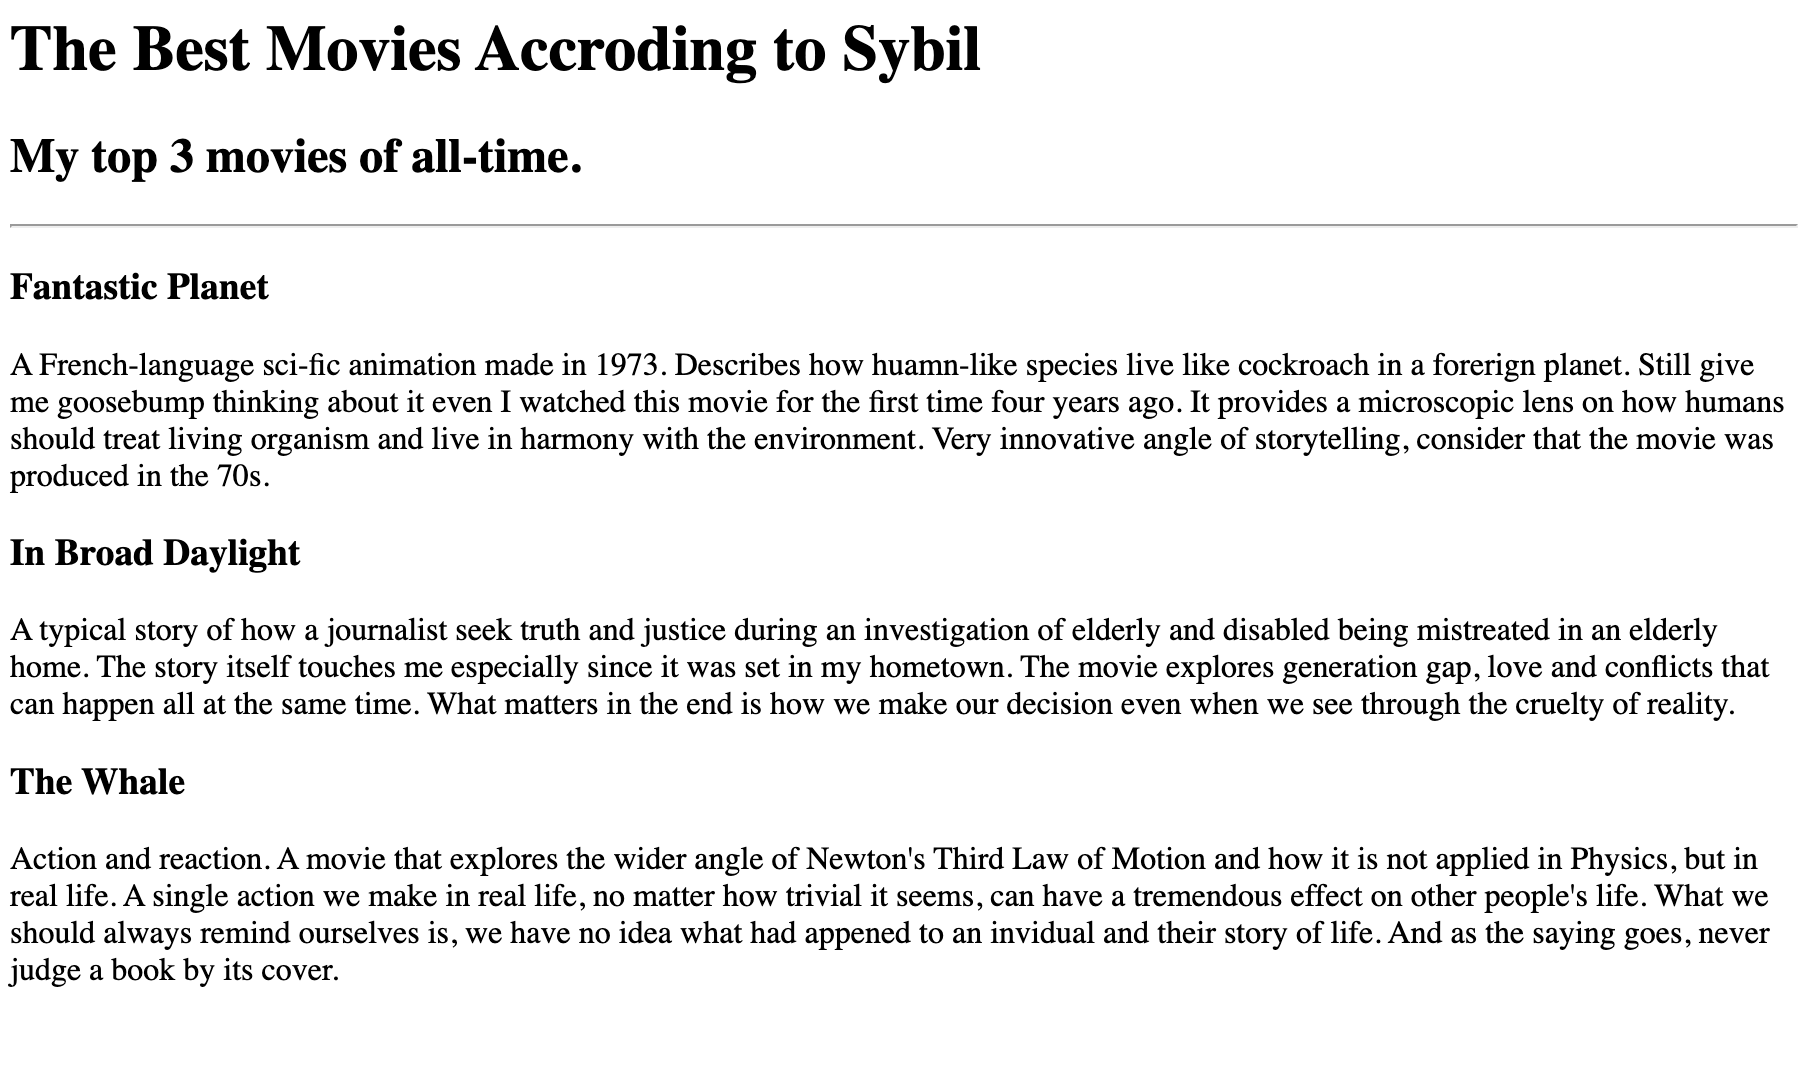 The Best Movies Accroding to Sybil
My top 3 movies of all-time.
Fantastic Planet
A French-language sci-fic animation made in 1973. Describes how huamn-like species live like cockroach in a forerign planet. Still give
me goosebump thinking about it even I watched this movie for the first time four years ago. It provides a microscopic lens on how humans
should treat living organism and live in harmony with the environment. Very innovative angle of storytelling, consider that the movie was
produced in the 70s.
In Broad Daylight
A typical story of how a journalist seek truth and justice during an investigation of elderly and disabled being mistreated in an elderly
home. The story itself touches me especially since it was set in my hometown. The movie explores generation gap, love and conflicts that
can happen all at the same time. What matters in the end is how we make our decision even when we see through the cruelty of reality.
The Whale
Action and reaction. A movie that explores the wider angle of Newton's Third Law of Motion and how it is not applied in Physics, but in
real life. A single action we make in real life, no matter how trivial it seems, can have a tremendous effect on other people's life. What we
should always remind ourselves is, we have no idea what had appened to an invidual and their story of life. And as the saying goes, never
judge a book by its cover.